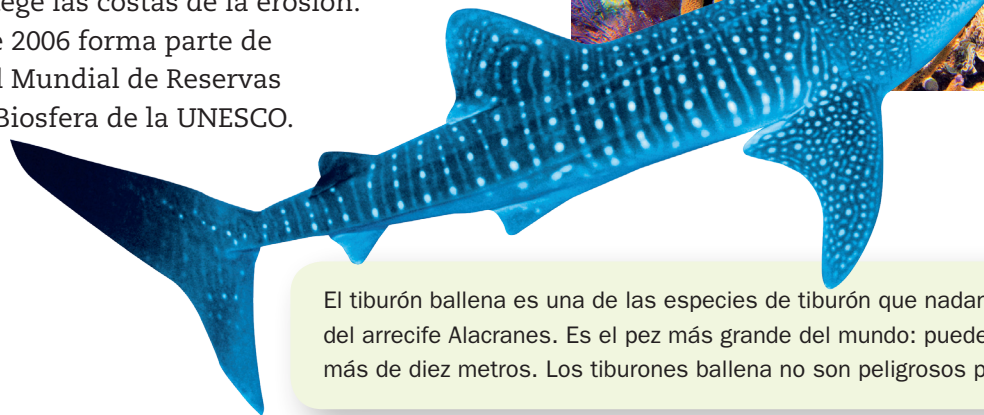 las costas de la erosión.
2006 forma parte de
Mundial de Reservas
Biosfera de la UNESCO.
El tiburón ballena es una de las especies de tiburón que nadan
del arrecife Alacranes. Es el pez más grande del mundo: puede
más de diez metros. Los tiburones ballena no son peligrosos